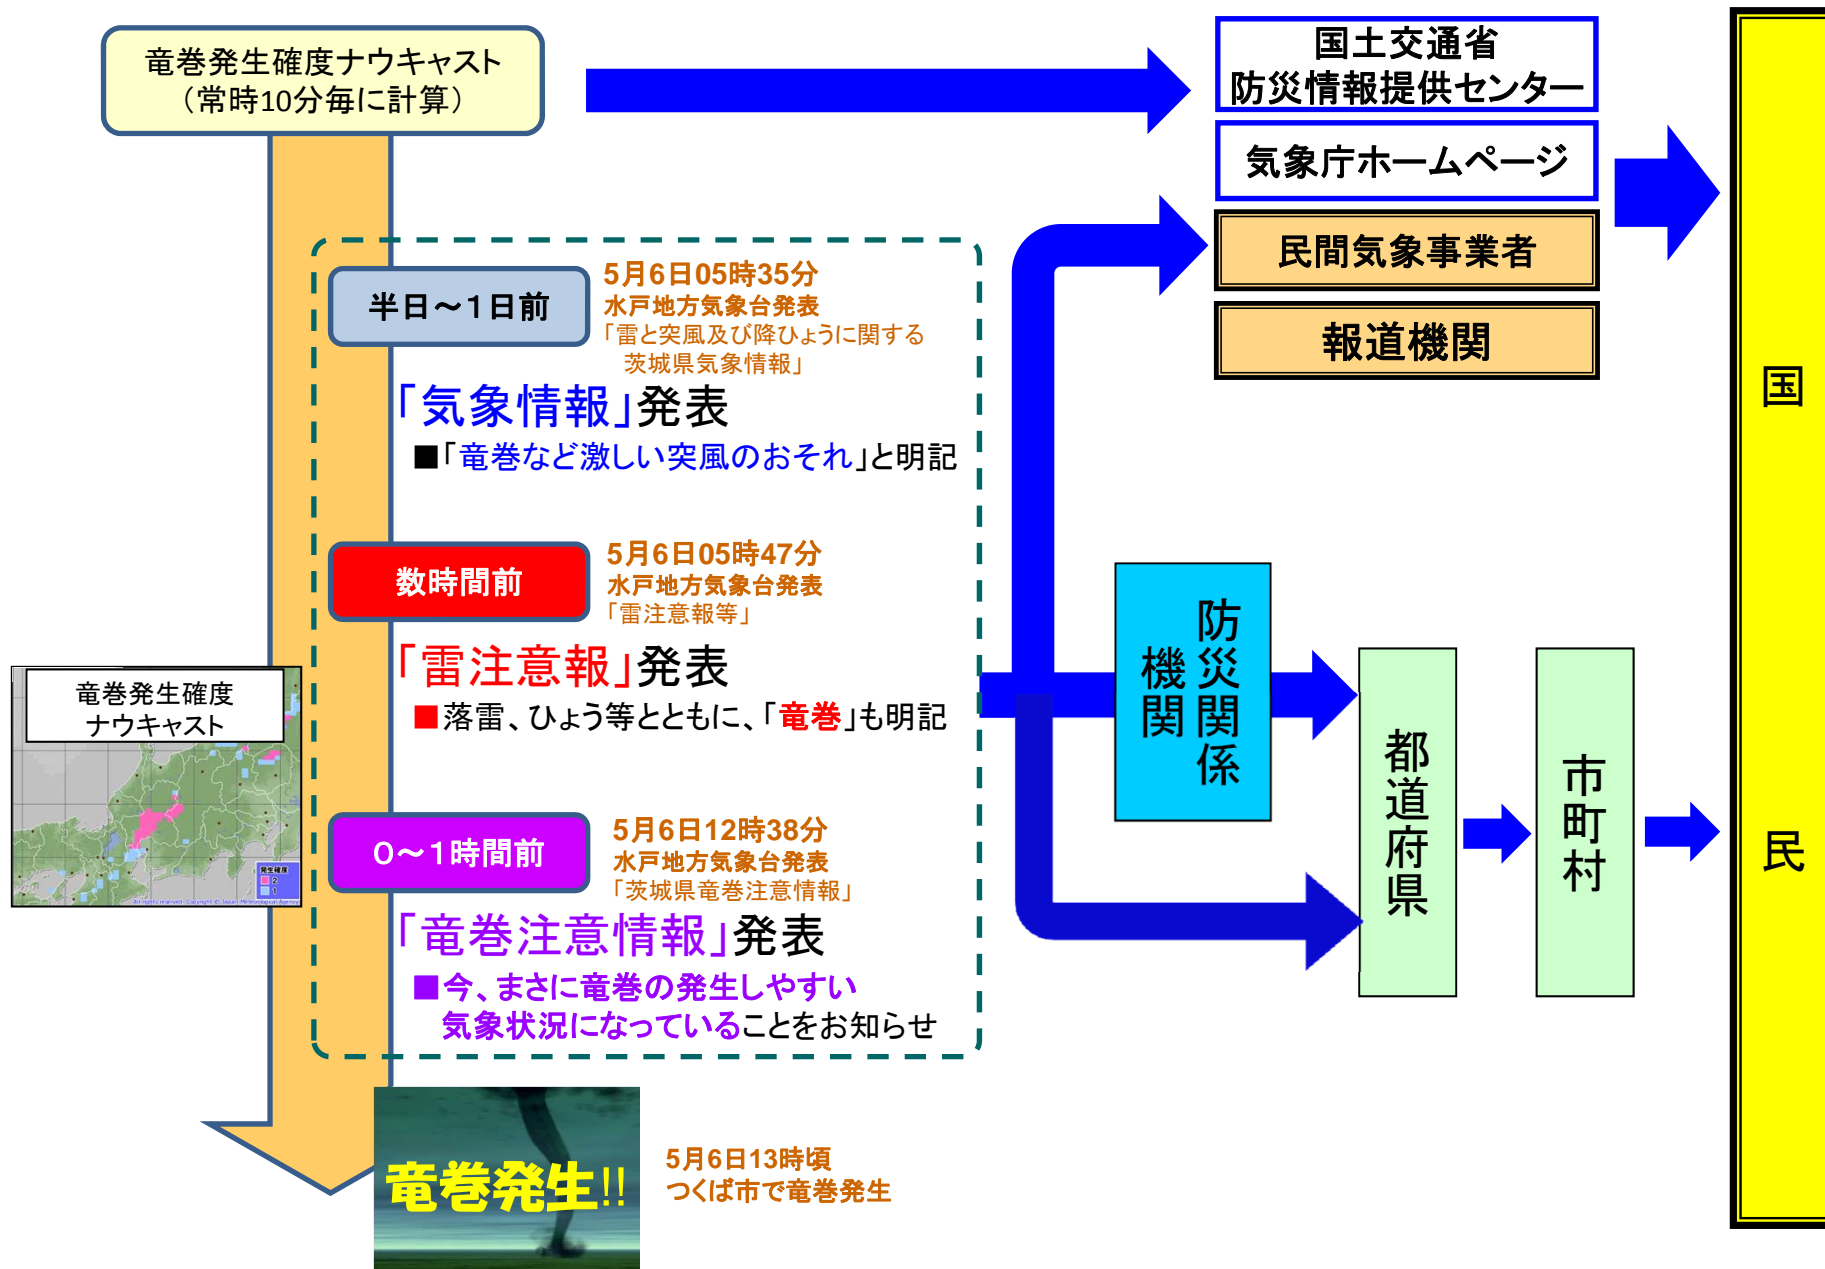 竜巻発生確度ナウキャスト
（常時10分毎に計算）
半日～1日前
5月6日05時35分
水戸地方気象台発表
「雷と突風及び降ひょうに関する
茨城県気象情報」
「気象情報」発表
■「竜巻など激しい突風のおそれ」と明記
数時間前
5月6日05時47分
水戸地方気象台発表
「雷注意報等」
「雷注意報」発表
■落雷、ひょう等とともに、「竜巻」も明記
竜巻発生確度
ナウキャスト
発生確度
2
1
All rights reserved. Copyright © Japan Meteorological Agency
0～1時間前
5月6日12時38分
水戸地方気象台発表
「茨城県竜巻注意情報」
「竜巻注意情報」発表
■今、まさに竜巻の発生しやすい
気象状況になっていることをお知らせ
竜巻発生!!
5月6日13時頃
つくば市で竜巻発生
国土交通省
防災情報提供センター
気象庁ホームページ
民間気象事業者
報道機関
防災関係
機関
都道府県
市町村
国
民